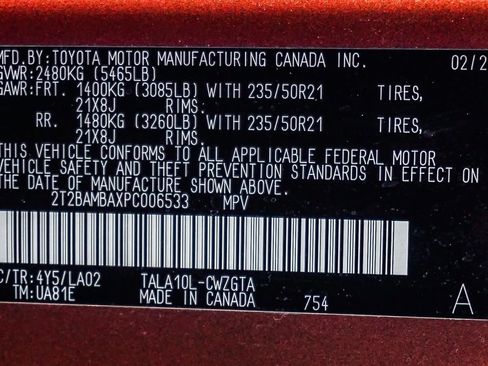 MFD.BY:TOYOTA MOTOR MANUFACTURING CANADA INC. 02/2
GVWR:2480KG (5465LB)
GAWR:FRT. 1400KG (3085LB) WITH 235/50R21 TIRES,
21X8J RIMS.
RR. 1480KG (3260LB) WITH 235/50R21 TIRES,
21X8J RIMS.
THIS VEHICLE CONFORMS TO ALL APPLICABLE FEDERAL MOTOR
VEHICLE SAFETY AND THEFT PREVENTION STANDARDS IN EFFECT ON
THE DATE OF MANUFACTURE SHOWN ABOVE.
2T2BAMBAXPC006533 MPV
C/TR:4Y5/LA02 TALA10L-CWZGTA
TM:UA81E MADE IN CANADA 754 A